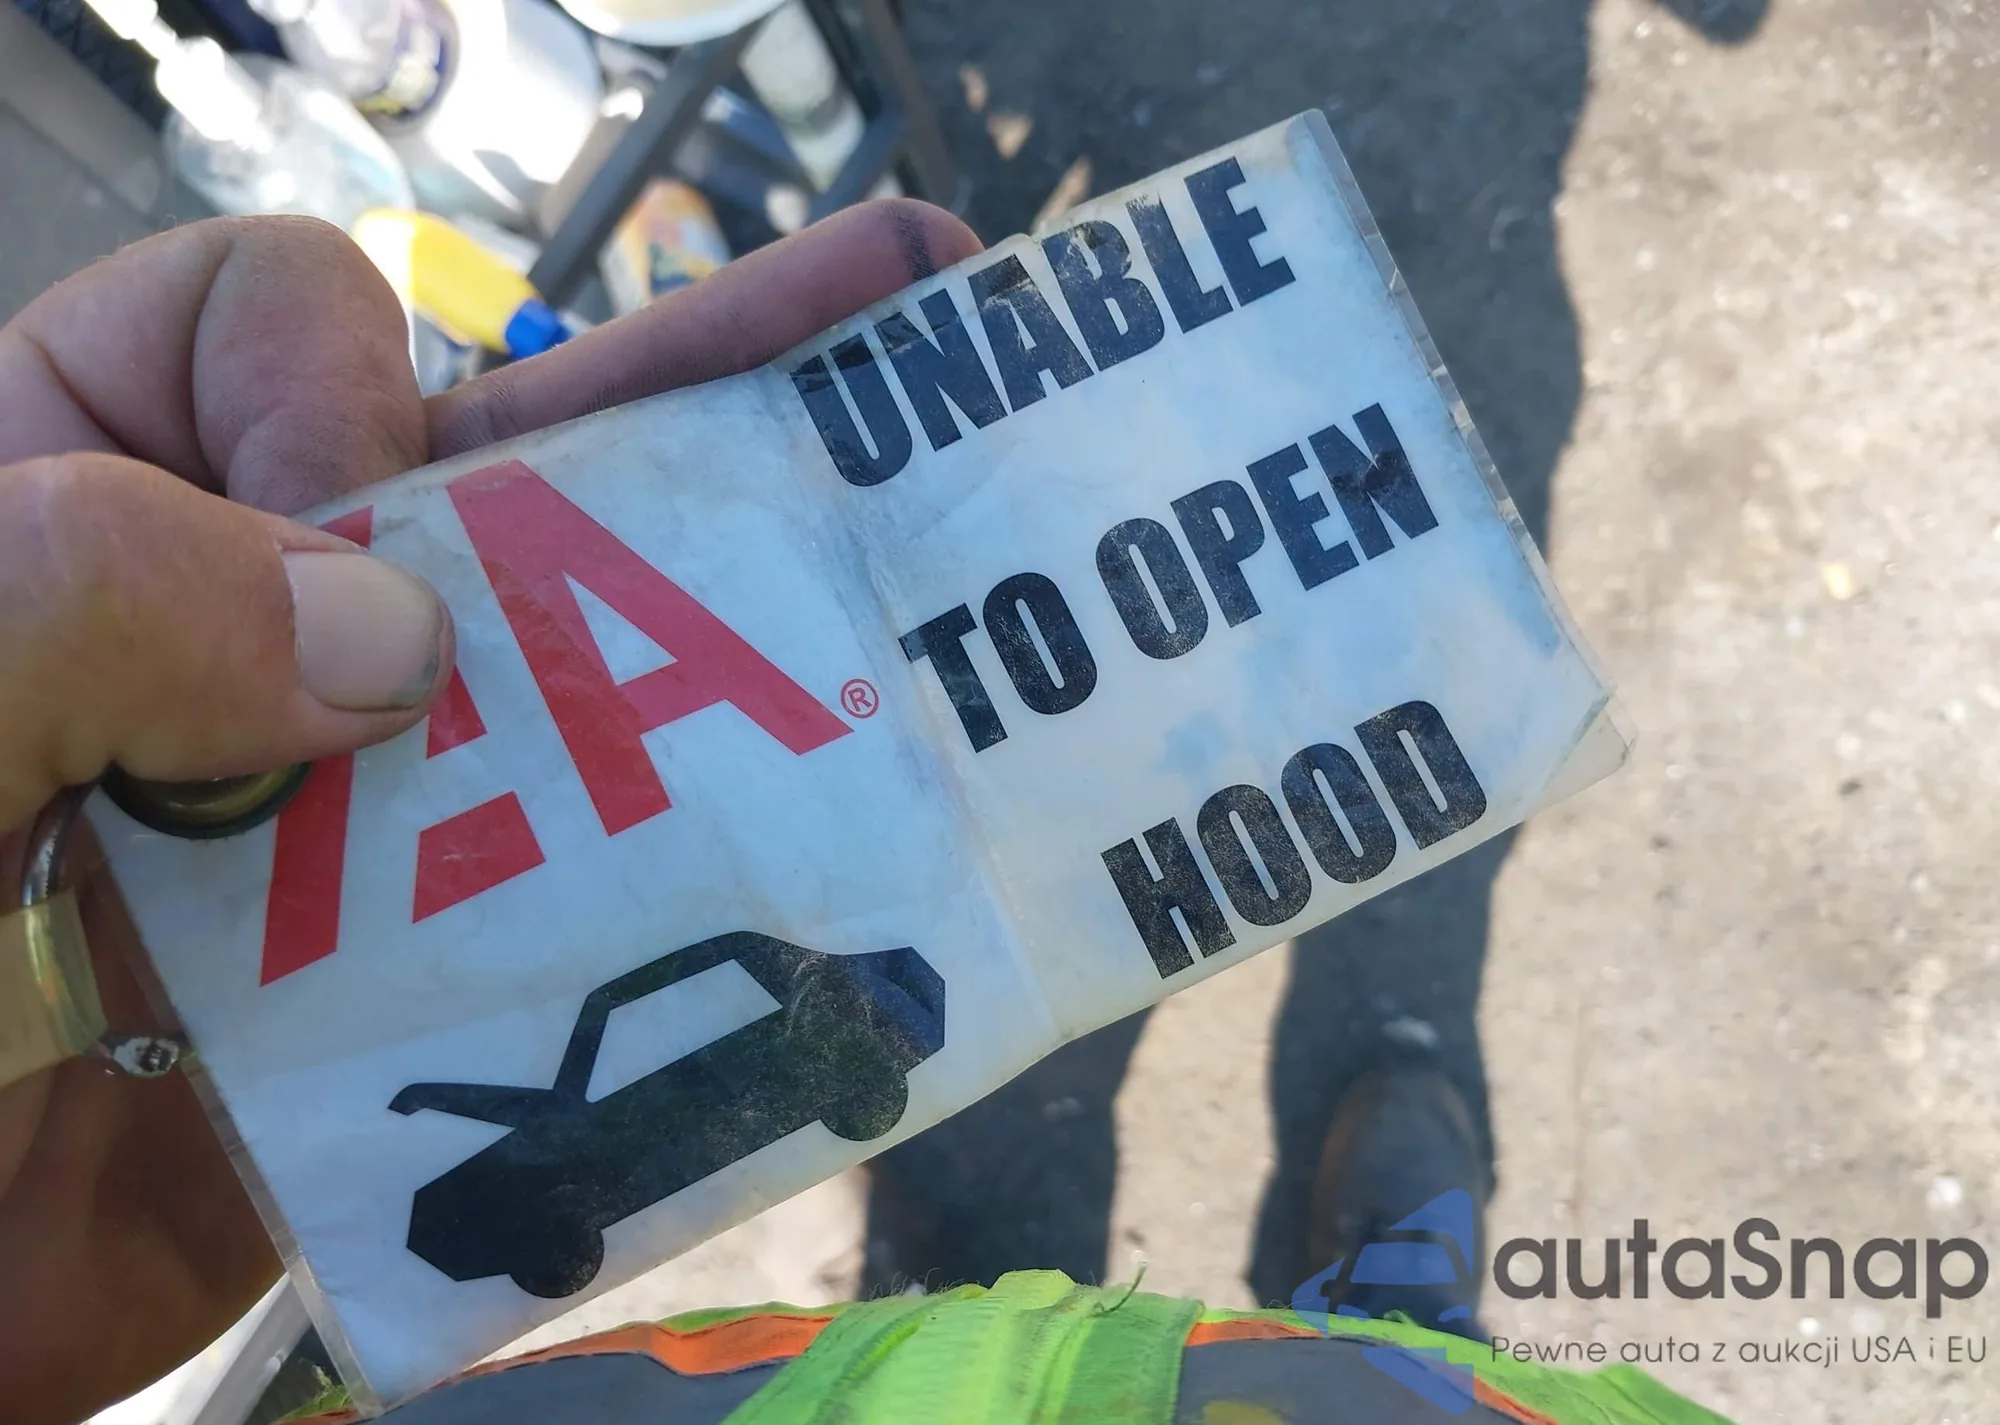 A
®
UNABLE
TO OPEN
HOOD
autaSnap
Pewne auta z aukcji USA i EU